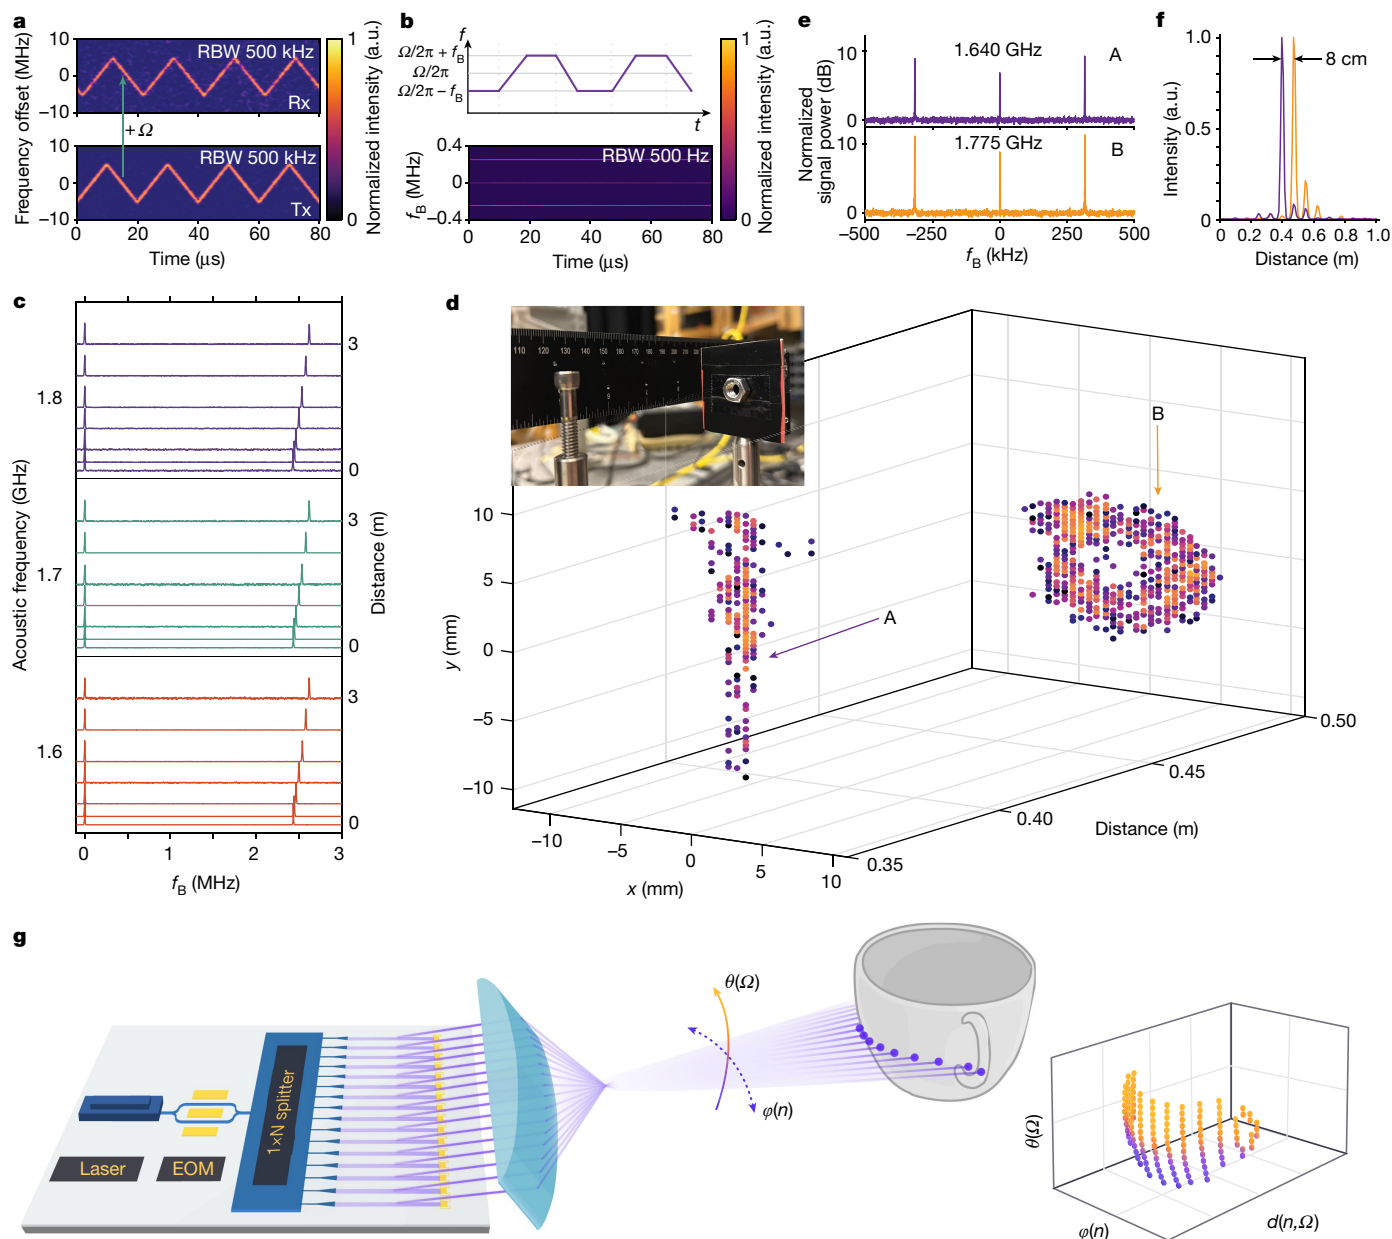 a
10
0
−10
RBW 500 kHz
Rx
+Ω
10
0
−10
RBW 500 kHz
Tx
Frequency offset (MHz)
0 20 40 60 80
Time (μs)
1
0
Normalized intensity (a.u.)
b
f
Ω/2π + fB
Ω/2π
Ω/2π − fB
t
0.4
0
−0.4
fB (MHz)
RBW 500 Hz
0 20 40 60 80
Time (μs)
1
0
Normalized intensity (a.u.)
e
10
0
1.640 GHz
A
10
0
1.775 GHz
B
Normalized signal power (dB)
−500 −250 0 250 500
fB (kHz)
f
1.0
0.5
0
8 cm
Intensity (a.u.)
0 0.2 0.4 0.6 0.8 1.0
Distance (m)
c
1.8
1.7
1.6
Acoustic frequency (GHz)
3
0
3
0
3
0
Distance (m)
0 1 2 3
fB (MHz)
d
110 120 130 140 150
A
B
10
5
0
−5
−10
y (mm)
−10 −5 0 5 10
x (mm)
0.35
0.40
0.45
0.50
Distance (m)
g
Laser
EOM
1×N splitter
θ(Ω)
φ(n)
θ(Ω)
φ(n)
d(n,Ω)